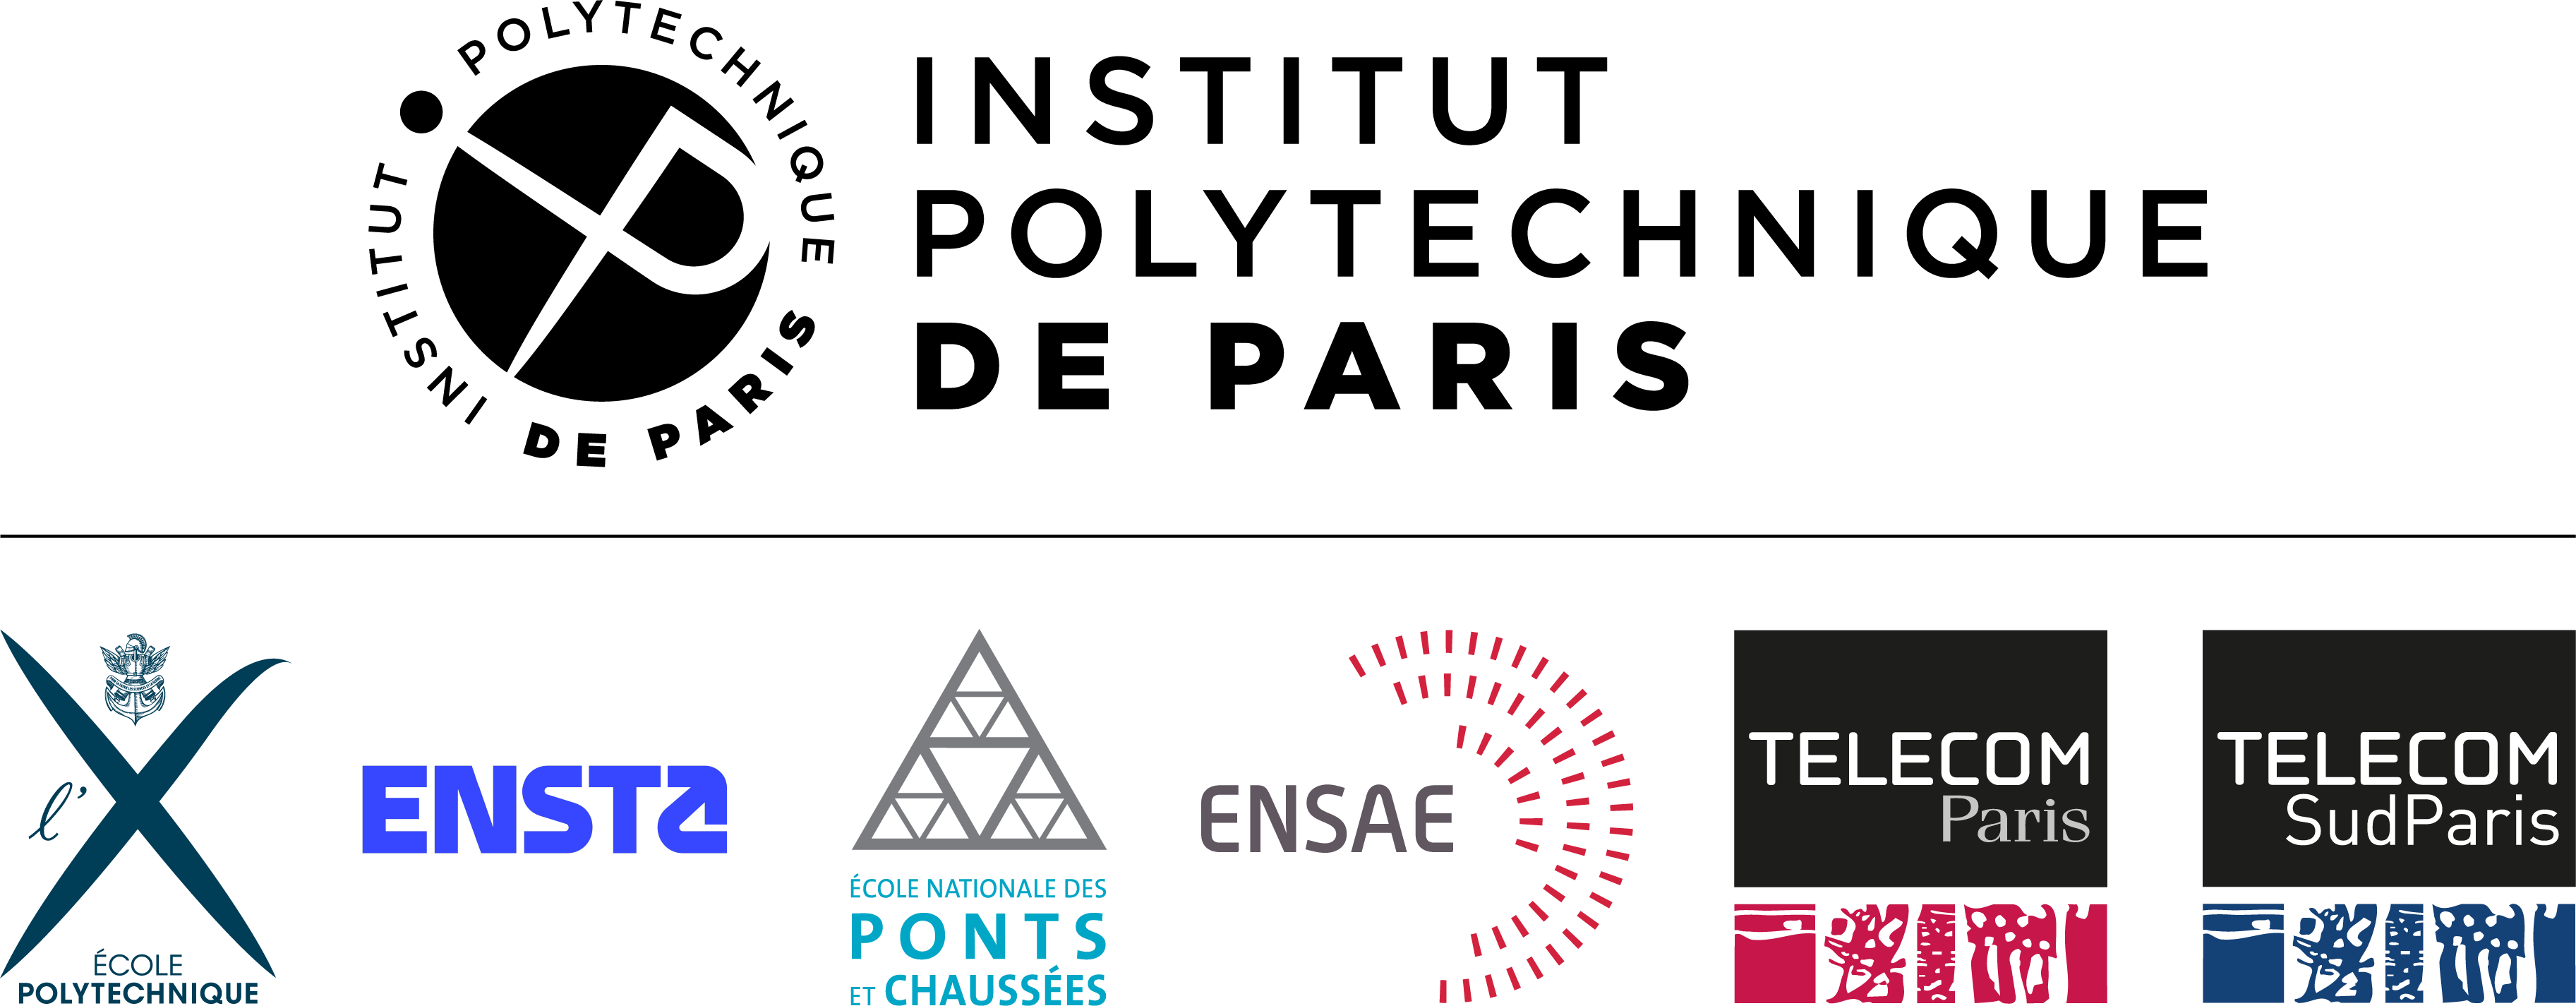 INSTITUT POLYTECHNIQUE DE PARIS
INSTITUT
POLYTECHNIQUE
DE PARIS
l'X
ÉCOLE
POLYTECHNIQUE
ENSTA
ÉCOLE NATIONALE DES
PONTS
ET CHAUSSÉES
ENSAE
TELECOM
Paris
TELECOM
SudParis